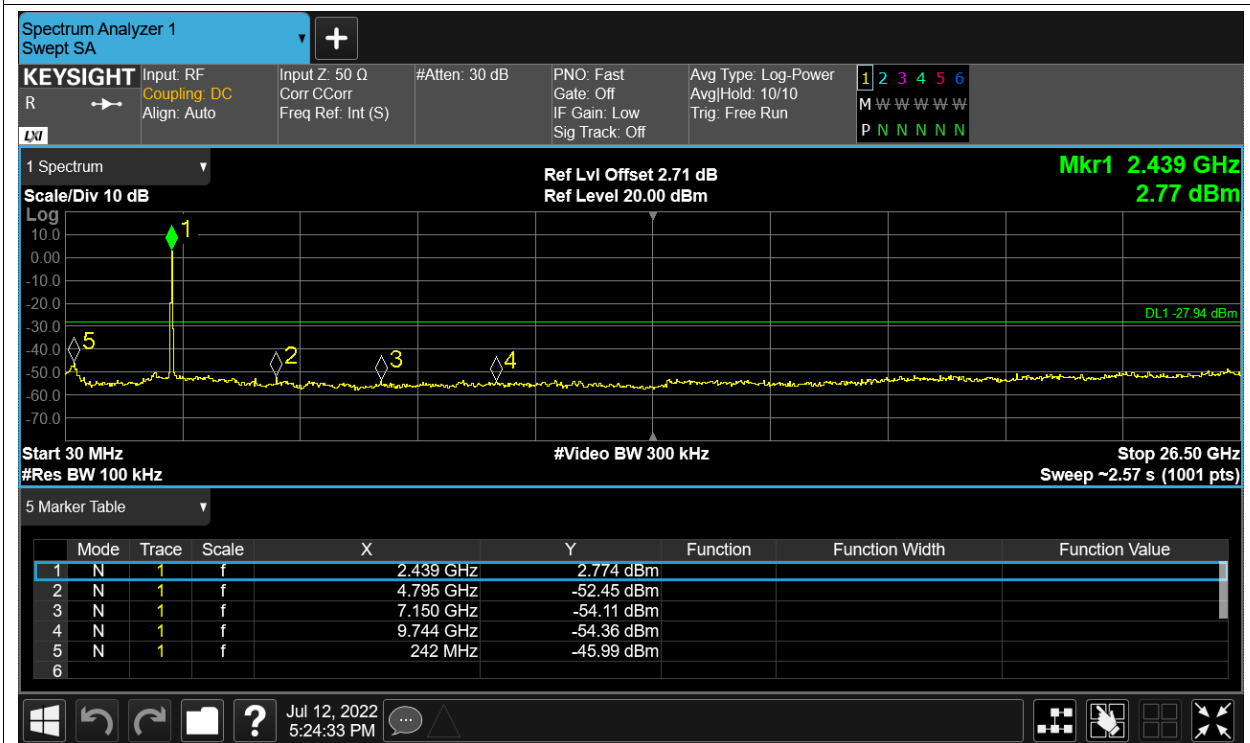 Spectrum Analyzer 1
Swept SA
+
KEYSIGHT Input: RF Input Z: 50 Ω #Atten: 30 dB PNO: Fast Avg Type: Log-Power 1 2 3 4 5 6
R Coupling: DC Corr CCorr Gate: Off Avg|Hold: 10/10 M W W W W W
Align: Auto Freq Ref: Int (S) IF Gain: Low Trig: Free Run
LXI Sig Track: Off P N N N N N
1 Spectrum Ref Lvl Offset 2.71 dB Mkr1 2.439 GHz
Scale/Div 10 dB Ref Level 20.00 dBm 2.77 dBm
Log
10.0 1
0.00
-10.0
-20.0
DL1 -27.94 dBm
-30.0
-40.0 5 2 3 4
-50.0
-60.0
-70.0
Start 30 MHz #Video BW 300 kHz Stop 26.50 GHz
#Res BW 100 kHz Sweep ~2.57 s (1001 pts)
5 Marker Table
Mode Trace Scale X Y Function Function Width Function Value
1 N 1 f 2.439 GHz 2.774 dBm
2 N 1 f 4.795 GHz -52.45 dBm
3 N 1 f 7.150 GHz -54.11 dBm
4 N 1 f 9.744 GHz -54.36 dBm
5 N 1 f 242 MHz -45.99 dBm
6
? Jul 12, 2022
5:24:33 PM